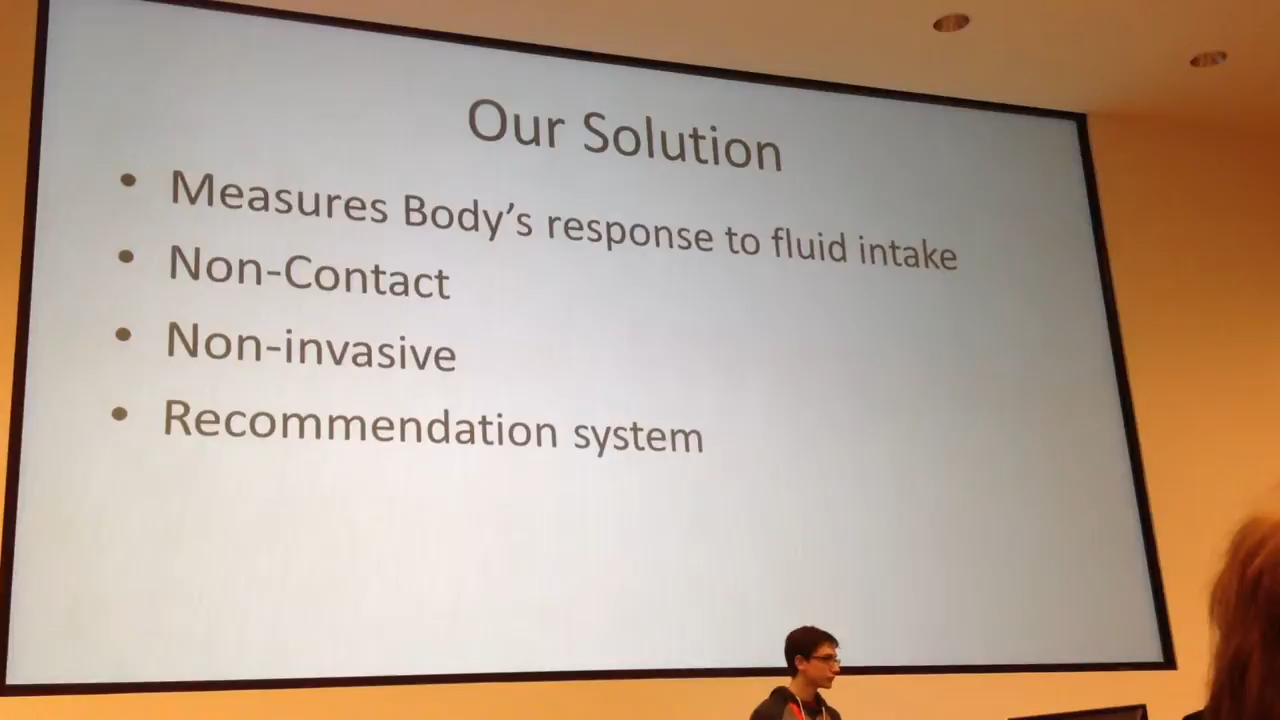 Our Solution
• Measures Body's response to fluid intake
• Non-Contact
• Non-invasive
• Recommendation system